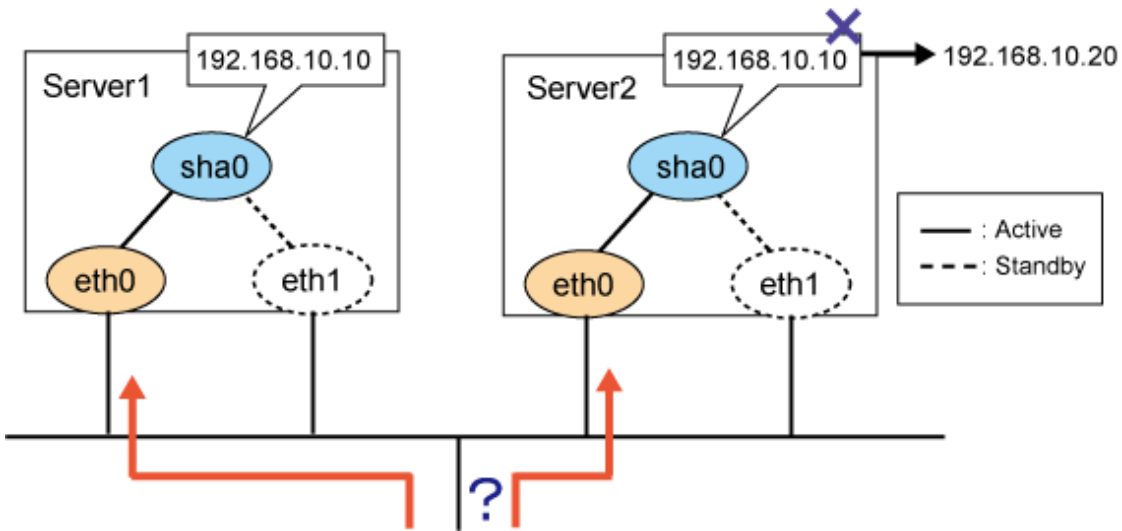 192.168.10.10
Server1
sha0
eth0
eth1
192.168.10.10
192.168.10.20
Server2
sha0
eth0
eth1
: Active
: Standby
?